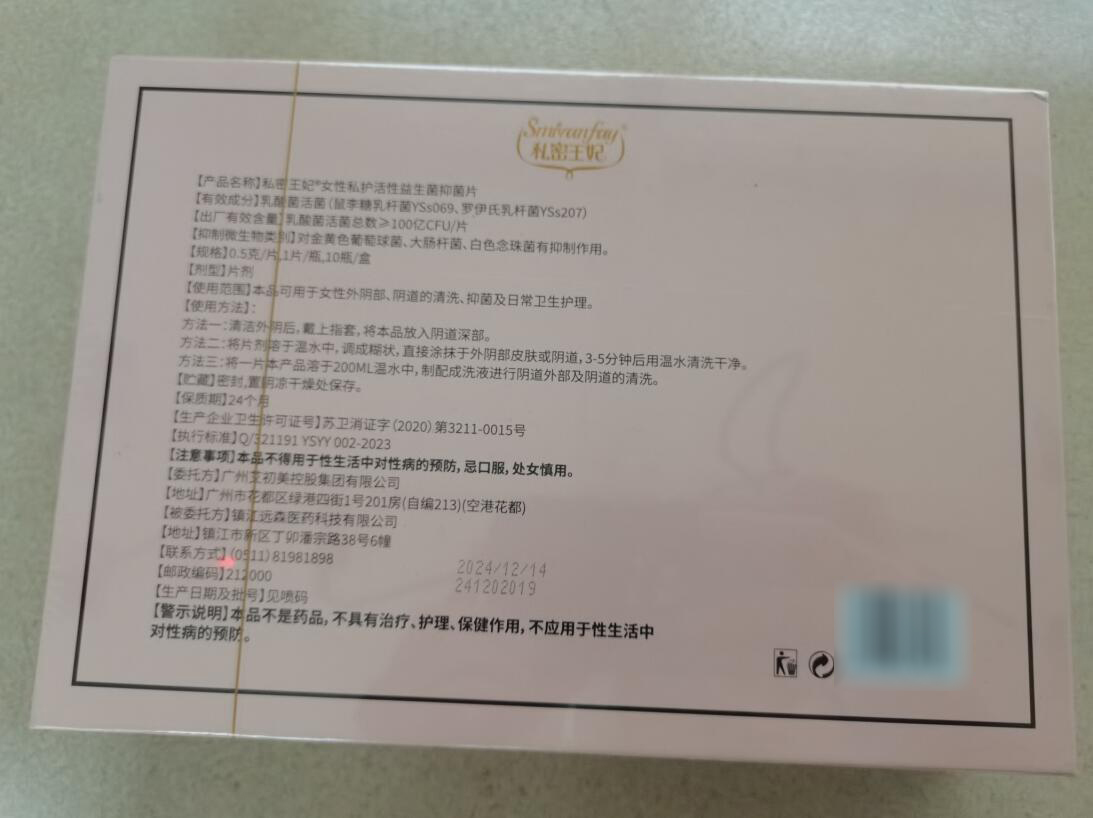 Smivanfay®
私密王妃
【产品名称】私密王妃®女性私护活性益生菌抑菌片
【有效成分】乳酸菌活菌(鼠李糖乳杆菌YSs069、罗伊氏乳杆菌YSs207)
【出厂有效含量】乳酸菌活菌总数≥100亿CFU/片
【抑制微生物类别】对金黄色葡萄球菌、大肠杆菌、白色念珠菌有抑制作用。
【规格】0.5克/片,1片/瓶,10瓶/盒
【剂型】片剂
【使用范围】本品可用于女性外阴部、阴道的清洗、抑菌及日常卫生护理。
【使用方法】:
方法一:清洁外阴后,戴上指套,将本品放入阴道深部。
方法二:将片剂溶于温水中,调成糊状,直接涂抹于外阴部皮肤或阴道,3-5分钟后用温水清洗干净。
方法三:将一片本产品溶于200ML温水中,制配成洗液进行阴道外部及阴道的清洗。
【贮藏】密封,置阴凉干燥处保存。
【保质期】24个月
【生产企业卫生许可证号】苏卫消证字(2020)第3211-0015号
【执行标准】Q/321191 YSYY 002-2023
【注意事项】本品不得用于性生活中对性病的预防,忌口服,处女慎用。
【委托方】广州艾初美控股集团有限公司
【地址】广州市花都区绿港四街1号201房(自编213)(空港花都)
【被委托方】镇江远森医药科技有限公司
【地址】镇江市新区丁卯潘宗路38号6幢
【联系方式】(0511)81981898
【邮政编码】212000
【生产日期及批号】见喷码
2024/12/14
241202019
【警示说明】本品不是药品,不具有治疗、护理、保健作用,不应用于性生活中
对性病的预防。